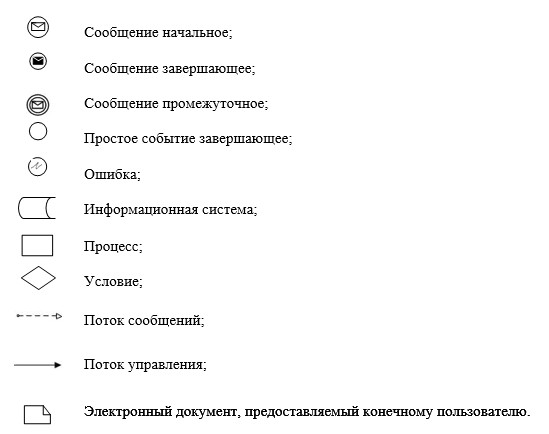 Сообщение начальное;
Сообщение завершающее;
Сообщение промежуточное;
Простое событие завершающее;
Ошибка;
Информационная система;
Процесс;
Условие;
Поток сообщений;
Поток управления;
Электронный документ, предоставляемый конечному пользователю.